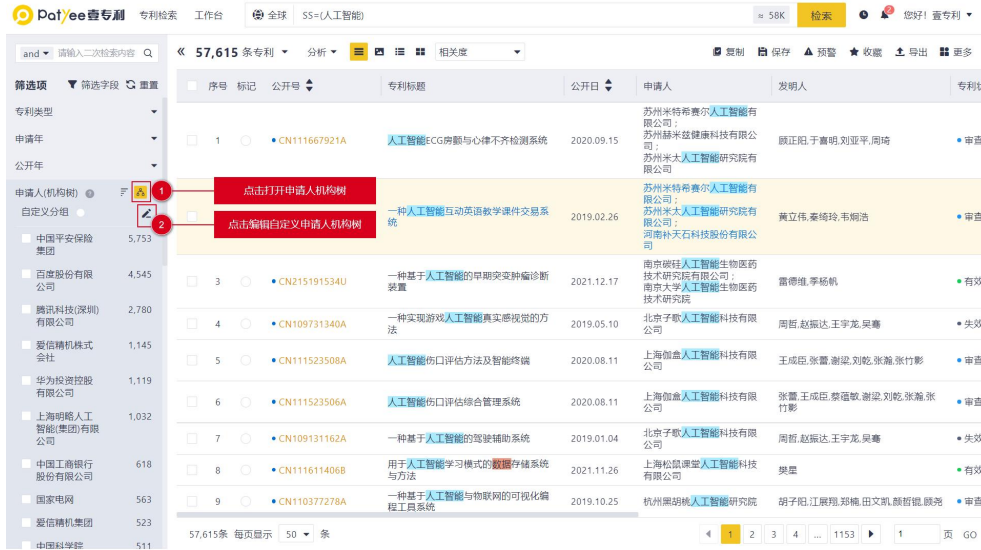 Patyee壹专利 专利检索 工作台 全球 SS=(人工智能) ≈ 58K 检索 2 您好! 壹专利
and 请输入二次检索内容 57,615 条专利 分析 相关度 复制 保存 预警 收藏 导出 更多
筛选项 筛选字段 重置
专利类型
申请年
公开年
申请人(机构树)
自定义分组
中国平安保险集团 5,753
百度股份有限公司 4,545
腾讯科技(深圳)有限公司 2,780
爱信精机株式会社 1,145
华为投资控股有限公司 1,119
上海明略人工智能(集团)有限公司 1,032
中国工商银行股份有限公司 618
国家电网 563
爱信精机集团 523
中国科学院 511
1 点击打开申请人机构树
2 点击编辑自定义申请人机构树
序号 标记 公开号 专利标题 公开日 申请人 发明人 专利状
1 CN111667921A 人工智能ECG房颤与心律不齐检测系统 2020.09.15 苏州米特希赛尔人工智能有限公司; 苏州赫米兹健康科技有限公司; 苏州米太人工智能研究院有限公司 顾正阳,于喜明,刘亚平,周琦 审查
一种人工智能互动英语教学课件交易系统 2019.02.26 苏州米特希赛尔人工智能有限公司; 苏州米太人工智能研究院有限公司; 河南补天石科技股份有限公司 黄立伟,秦绮玲,韦炯浩 审查
3 CN215191534U 一种基于人工智能的早期突变肿瘤诊断装置 2021.12.17 南京碳硅人工智能生物医药技术研究院有限公司; 南京大学人工智能生物医药技术研究院 雷德维,季杨帆 有效
4 CN109731340A 一种实现游戏人工智能真实感视觉的方法 2019.05.10 北京子歌人工智能科技有限公司 周哲,赵振达,王宇龙,吴骞 失效
5 CN111523508A 人工智能伤口评估方法及智能终端 2020.08.11 上海伽盒人工智能科技有限公司 王成臣,张蕾,谢梁,刘乾,张瀚,张竹影 审查
6 CN111523506A 人工智能伤口评估综合管理系统 2020.08.11 上海伽盒人工智能科技有限公司 张蕾,王成臣,蔡蕴敏,谢梁,刘乾,张瀚,张竹影 审查
7 CN109131162A 一种基于人工智能的驾驶辅助系统 2019.01.04 北京子歌人工智能科技有限公司 周哲,赵振达,王宇龙,吴骞 失效
8 CN111611406B 用于人工智能学习模式的数据存储系统与方法 2021.11.26 上海松鼠课堂人工智能科技有限公司 樊星 有效
9 CN110377278A 一种基于人工智能与物联网的可视化编程工具系统 2019.10.25 杭州黑胡桃人工智能研究院 胡子阳,江展翔,郑楠,田文凯,颜哲锟,顾尧 审查
57,615条 每页显示 50 条 1 2 3 4 ... 1153 1 页 GO